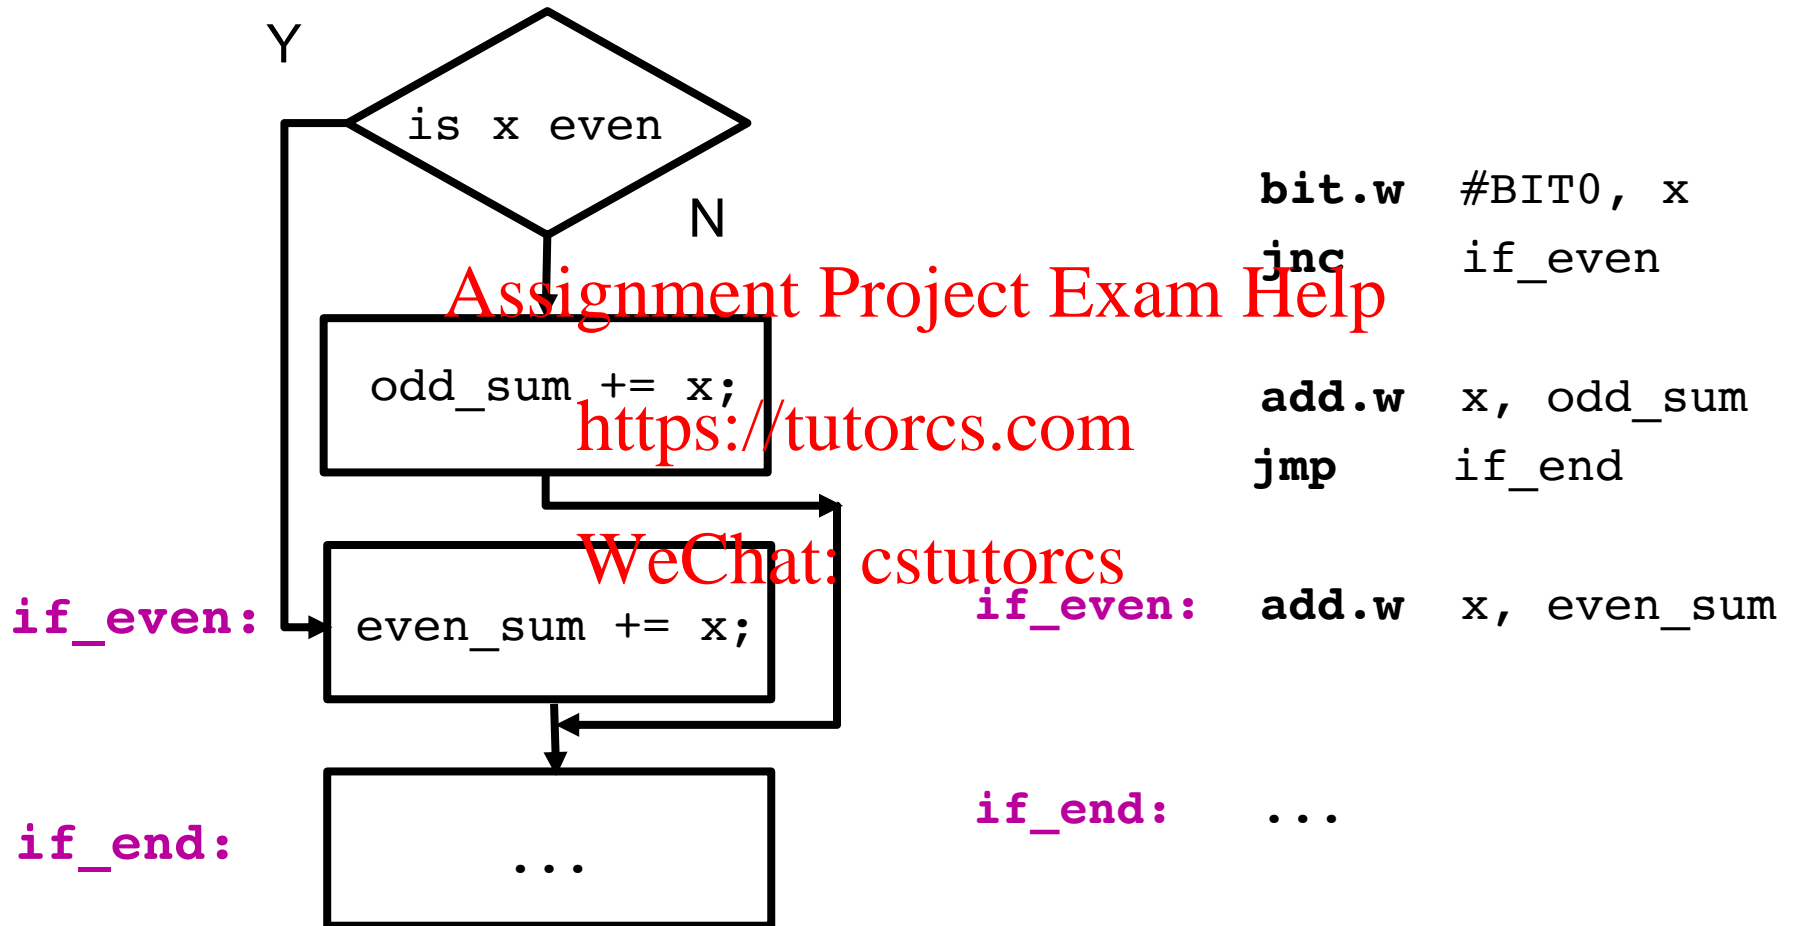 Y
is x even
N
bit.w #BIT0, x
jnc if_even
Assignment Project Exam Help
odd_sum += x;
add.w x, odd_sum
https://tutorcs.com
jmp if_end
WeChat: cstutorcs
if_even: even_sum += x;
if_even: add.w x, even_sum
if_end: ...
if_end: ...